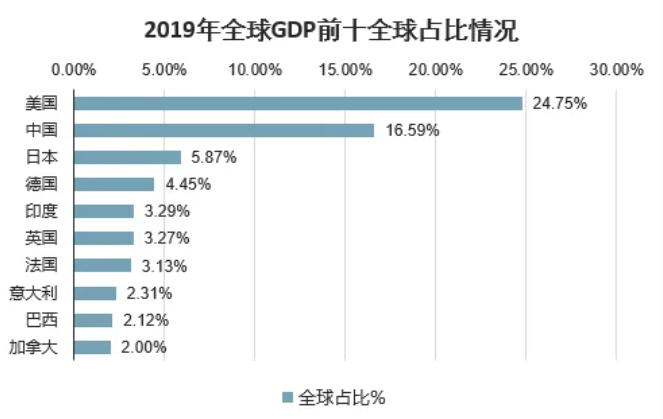 2019年全球GDP前十全球占比情况
0.00% 5.00% 10.00% 15.00% 20.00% 25.00% 30.00%
美国 24.75%
中国 16.59%
日本 5.87%
德国 4.45%
印度 3.29%
英国 3.27%
法国 3.13%
意大利 2.31%
巴西 2.12%
加拿大 2.00%
全球占比%